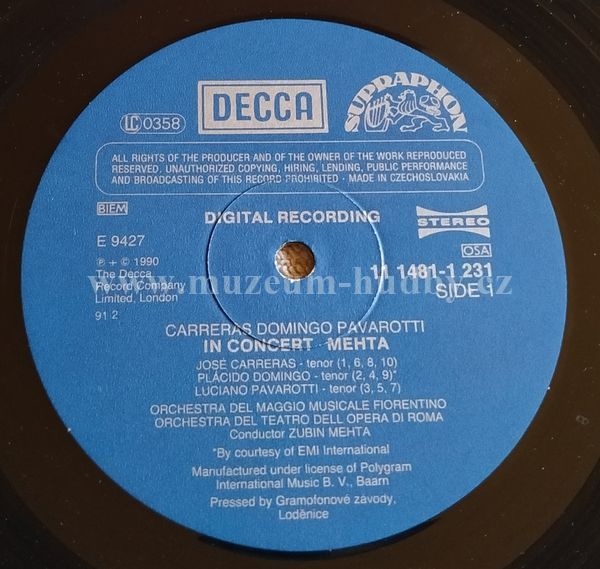 LC 0358
DECCA
SUPRAPHON
ALL RIGHTS OF THE PRODUCER AND OF THE OWNER OF THE WORK REPRODUCED
RESERVED. UNAUTHORIZED COPYING, HIRING, LENDING, PUBLIC PERFORMANCE
AND BROADCASTING OF THIS RECORD PROHIBITED · MADE IN CZECHOSLOVAKIA
BIEM
DIGITAL RECORDING
STEREO
E 9427
OSA
℗ + © 1990
The Decca
Record Company
Limited, London
11 1481-1 231
SIDE 1
www.muzeum-hudby.cz
91 2
CARRERAS DOMINGO PAVAROTTI
IN CONCERT MEHTA
JOSÉ CARRERAS - tenor (1, 6, 8, 10)
PLÁCIDO DOMINGO - tenor (2, 4, 9)*
LUCIANO PAVAROTTI - tenor (3, 5, 7)
ORCHESTRA DEL MAGGIO MUSICALE FIORENTINO
ORCHESTRA DEL TEATRO DELL OPERA DI ROMA
Conductor ZUBIN MEHTA
*By courtesy of EMI International
Manufactured under license of Polygram
International Music B. V., Baarn
Pressed by Gramofonové závody,
Loděnice